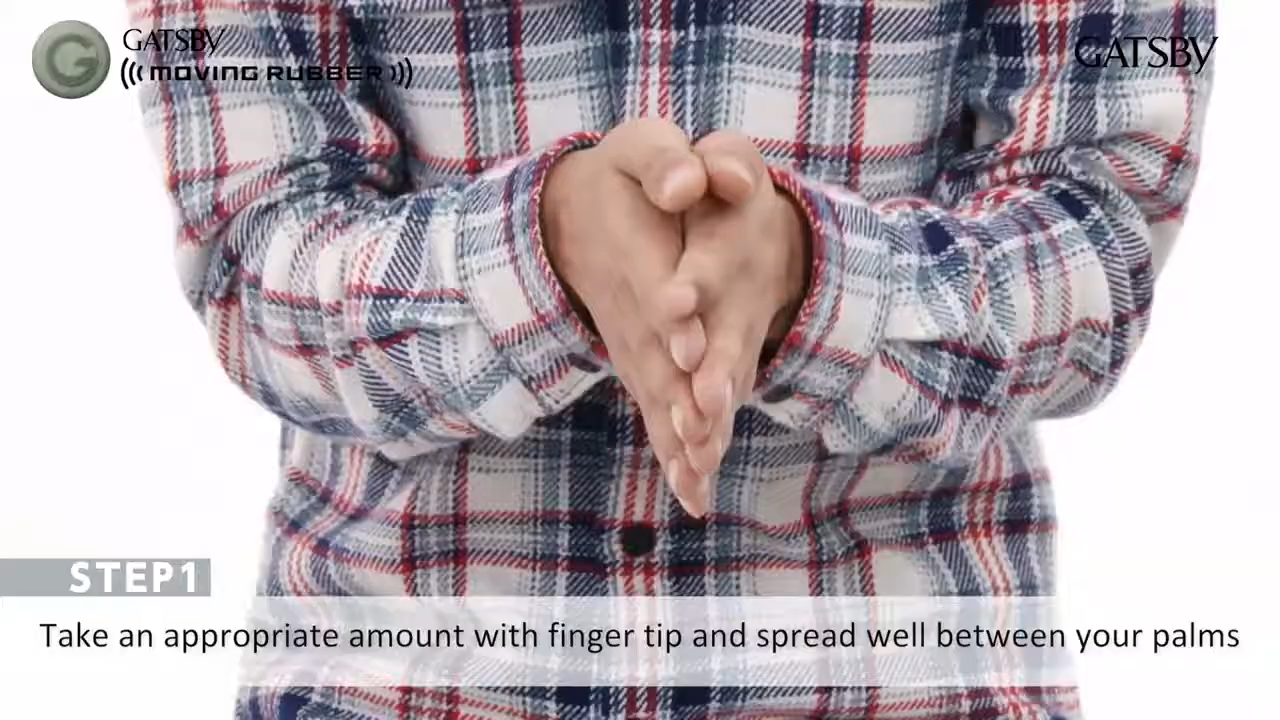 G
GATSBY
((( MOVING RUBBER )))
GATSBY
STEP1
Take an appropriate amount with finger tip and spread well between your palms